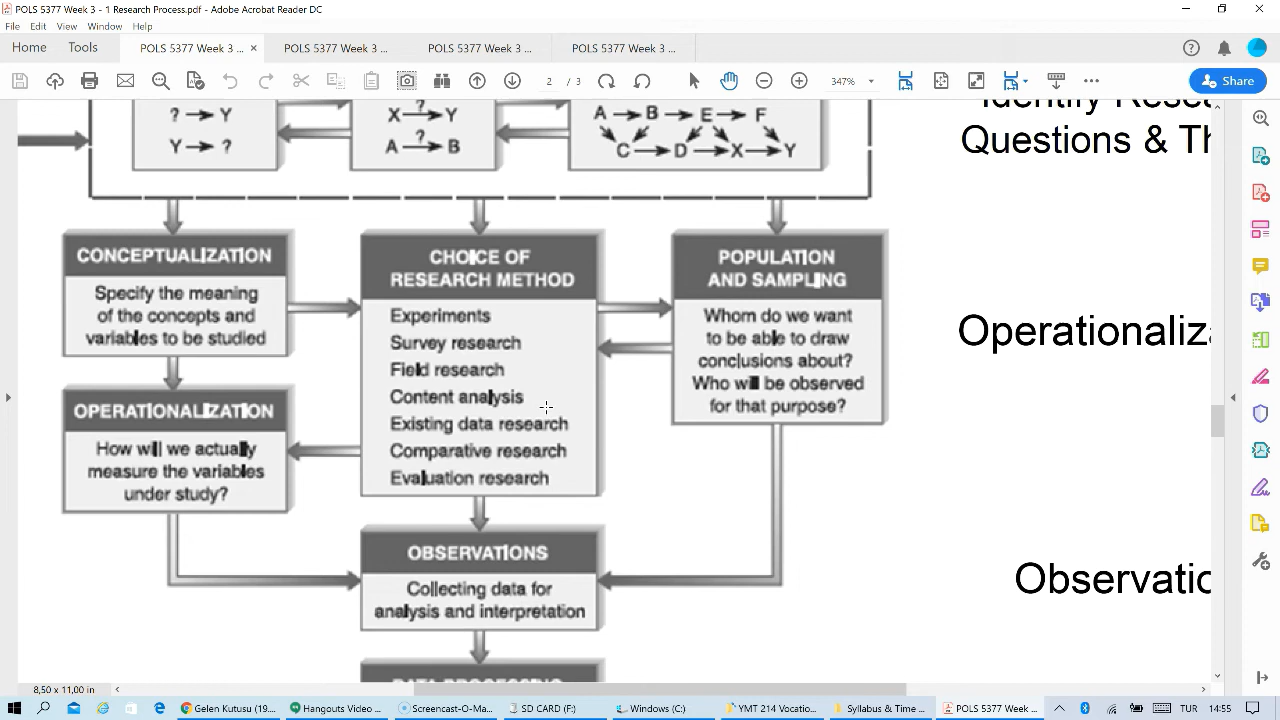 POLS 5377 Week 3 - 1 Research Process.pdf - Adobe Acrobat Reader DC
File Edit View Window Help
Home Tools POLS 5377 Week 3 ... × POLS 5377 Week 3 ... POLS 5377 Week 3 ... POLS 5377 Week 3 ...
2 / 3 347% Share
? → Y
Y → ?
X ? → Y
A ? → B
A → B → E → F
C → D → X → Y
Questions & Th
CONCEPTUALIZATION
Specify the meaning
of the concepts and
variables to be studied
CHOICE OF
RESEARCH METHOD
Experiments
Survey research
Field research
Content analysis
Existing data research
Comparative research
Evaluation research
POPULATION
AND SAMPLING
Whom do we want
to be able to draw
conclusions about?
Who will be observed
for that purpose?
Operationaliza
OPERATIONALIZATION
How will we actually
measure the variables
under study?
OBSERVATIONS
Collecting data for
analysis and interpretation
Observatio
DATA PROCESSING
8,50 x 11,00 in
Gelen Kutusu (19... Hangouts Video ... Screencast-O-Ma... SD CARD (F:) Windows (C:) YMT 214 Vocatio... Syllabus & Time ... POLS 5377 Week ... TUR 14:55